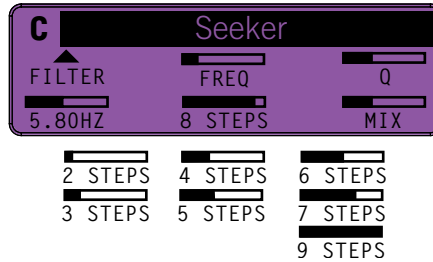 C Seeker
FILTER FREQ Q
5.80HZ 8 STEPS MIX
2 STEPS 4 STEPS 6 STEPS
3 STEPS 5 STEPS 7 STEPS
9 STEPS